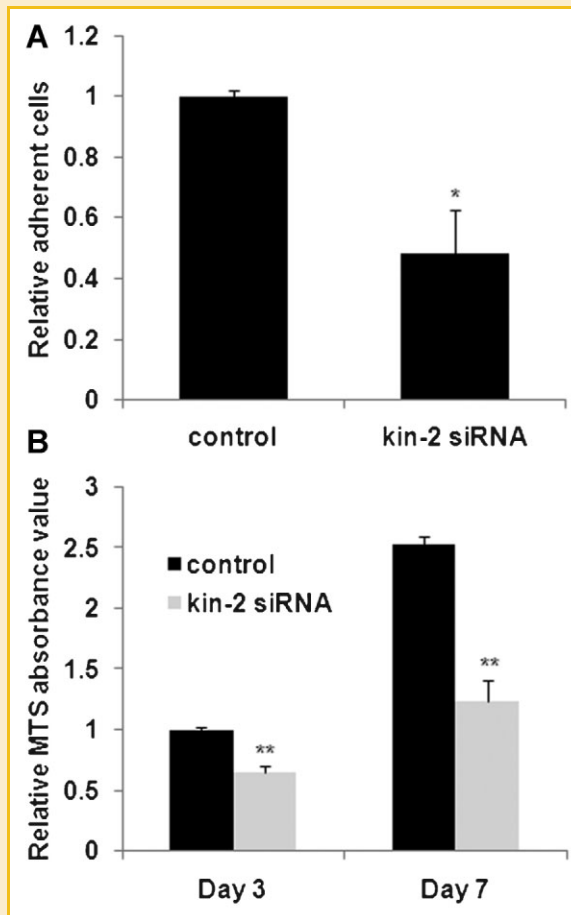 A
Relative adherent cells
1.2
1
0.8
0.6
0.4
0.2
0
*
control
kin-2 siRNA
B
Relative MTS absorbance value
3
2.5
2
1.5
1
0.5
0
control
kin-2 siRNA
**
**
Day 3
Day 7